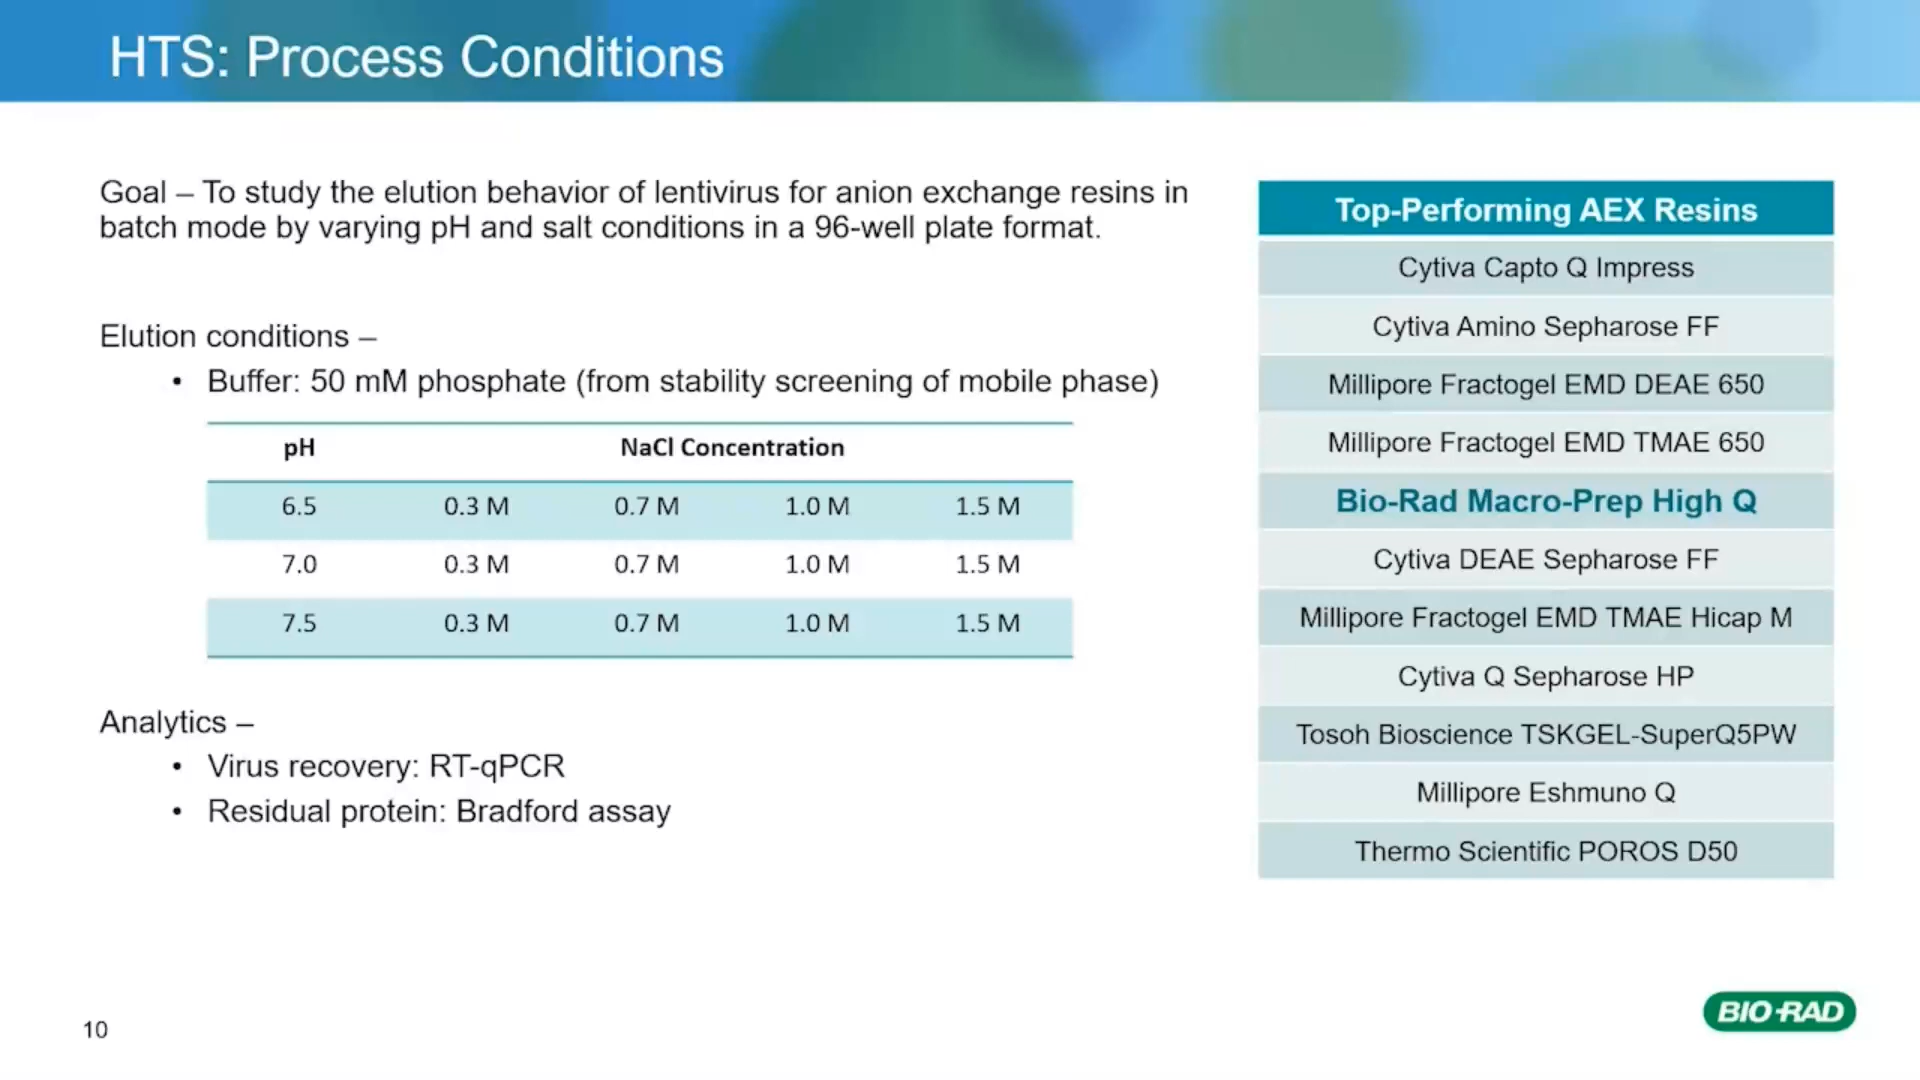 HTS: Process Conditions
Goal – To study the elution behavior of lentivirus for anion exchange resins in
batch mode by varying pH and salt conditions in a 96-well plate format.
Elution conditions –
• Buffer: 50 mM phosphate (from stability screening of mobile phase)
pH NaCl Concentration
6.5 0.3 M 0.7 M 1.0 M 1.5 M
7.0 0.3 M 0.7 M 1.0 M 1.5 M
7.5 0.3 M 0.7 M 1.0 M 1.5 M
Analytics –
• Virus recovery: RT-qPCR
• Residual protein: Bradford assay
Top-Performing AEX Resins
Cytiva Capto Q Impress
Cytiva Amino Sepharose FF
Millipore Fractogel EMD DEAE 650
Millipore Fractogel EMD TMAE 650
Bio-Rad Macro-Prep High Q
Cytiva DEAE Sepharose FF
Millipore Fractogel EMD TMAE Hicap M
Cytiva Q Sepharose HP
Tosoh Bioscience TSKGEL-SuperQ5PW
Millipore Eshmuno Q
Thermo Scientific POROS D50
10
BIO-RAD